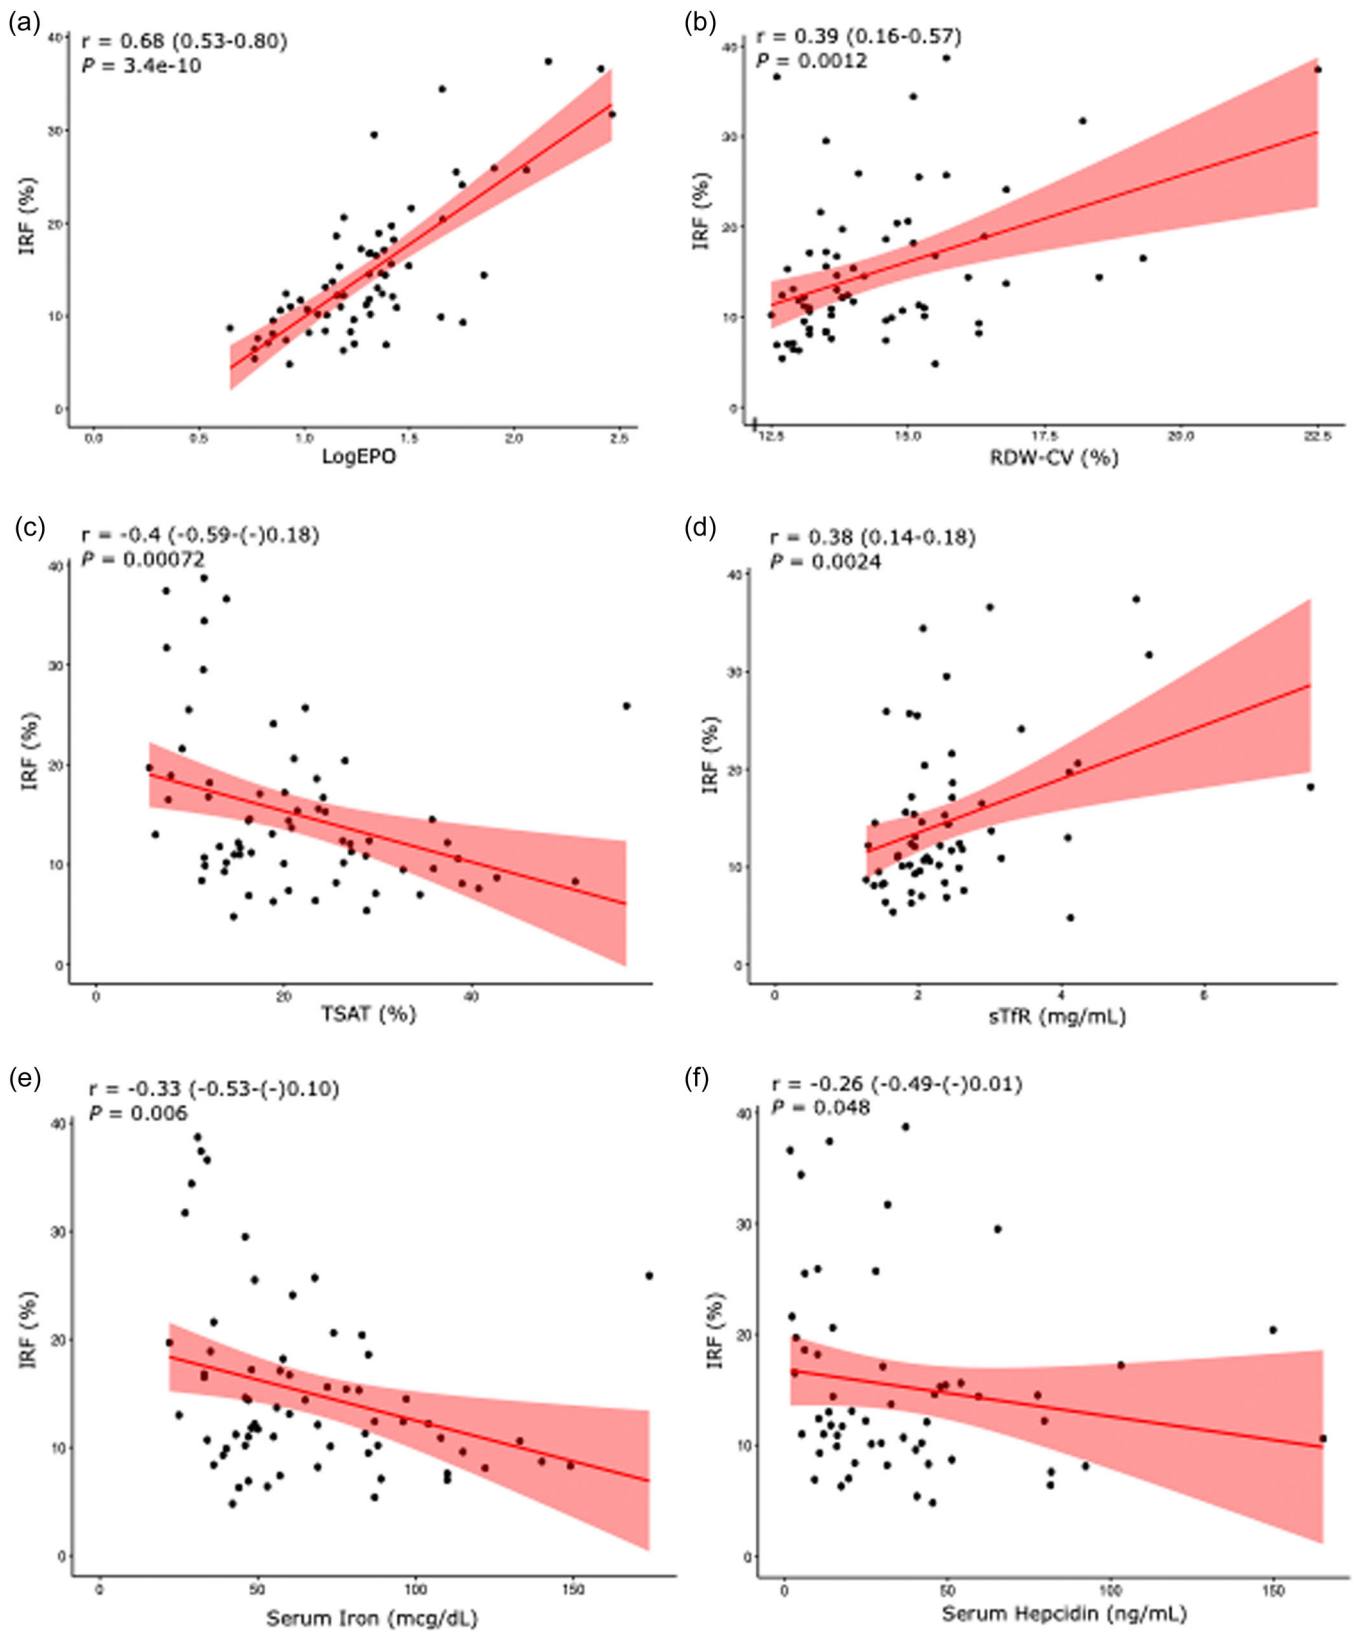 (a)
r = 0.68 (0.53-0.80)
P = 3.4e-10
40
30
20
10
0
IRF (%)
0.0 0.5 1.0 1.5 2.0 2.5
LogEPO
(b)
r = 0.39 (0.16-0.57)
P = 0.0012
40
30
20
10
0
IRF (%)
12.5 15.0 17.5 20.0 22.5
RDW-CV (%)
(c)
r = -0.4 (-0.59-(-)0.18)
P = 0.00072
40
30
20
10
0
IRF (%)
0 20 40
TSAT (%)
(d)
r = 0.38 (0.14-0.18)
P = 0.0024
40
30
20
10
0
IRF (%)
0 2 4 6
sTfR (mg/mL)
(e)
r = -0.33 (-0.53-(-)0.10)
P = 0.006
40
30
20
10
0
IRF (%)
0 50 100 150
Serum Iron (mcg/dL)
(f)
r = -0.26 (-0.49-(-)0.01)
P = 0.048
40
30
20
10
0
IRF (%)
0 50 100 150
Serum Hepcidin (ng/mL)